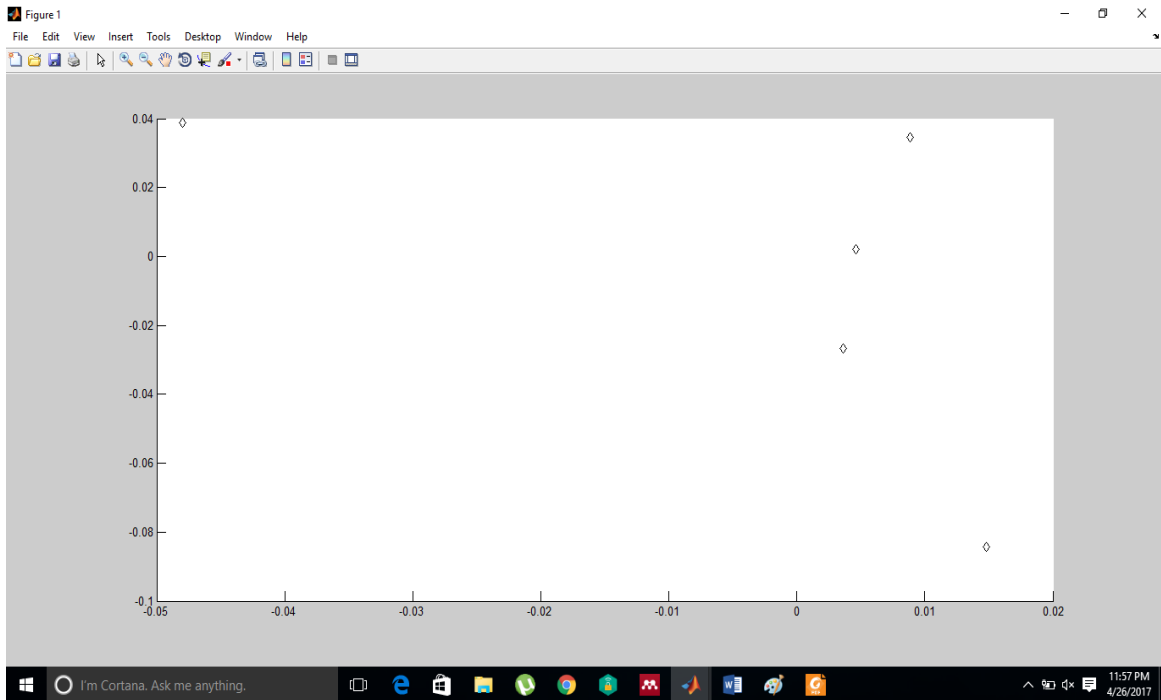 Figure 1
File Edit View Insert Tools Desktop Window Help
0.04
0.02
0
-0.02
-0.04
-0.06
-0.08
-0.1
-0.05 -0.04 -0.03 -0.02 -0.01 0 0.01 0.02
I'm Cortana. Ask me anything.
11:57 PM
4/26/2017